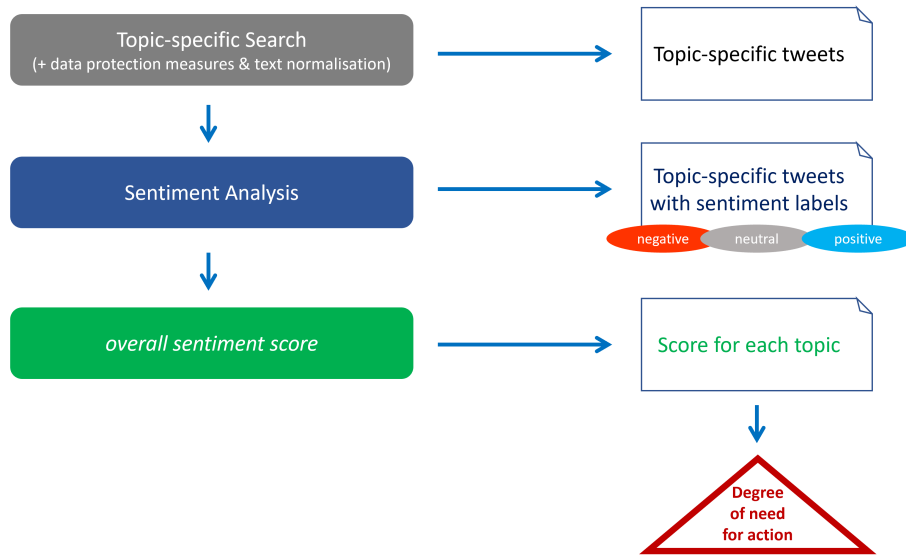 Topic-specific Search
(+ data protection measures & text normalisation)
Topic-specific tweets
Sentiment Analysis
Topic-specific tweets
with sentiment labels
negative
neutral
positive
overall sentiment score
Score for each topic
Degree
of need
for action